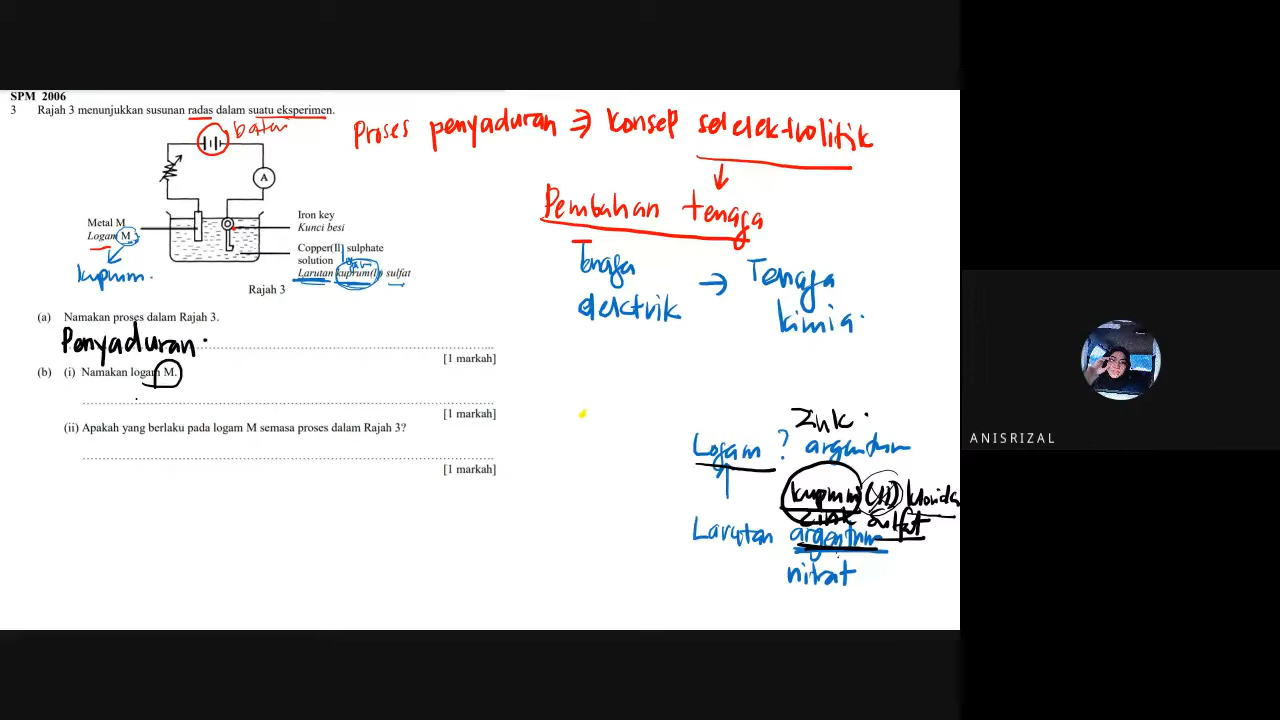 SPM 2006
3 Rajah 3 menunjukkan susunan radas dalam suatu eksperimen.
bateri
Proses penyaduran ⇒ konsep sel elektrolitik
A
Metal M
Logam M
kuprum.
Iron key
Kunci besi
Copper(II) sulphate
solution
logam
Larutan kuprum(II) sulfat
Rajah 3
Perubahan tenaga
Tenaga elektrik → Tenaga kimia.
(a) Namakan proses dalam Rajah 3.
Penyaduran.
[1 markah]
(b) (i) Namakan logam M.
[1 markah]
(ii) Apakah yang berlaku pada logam M semasa proses dalam Rajah 3?
[1 markah]
Zink.
Logam ? argentum
kuprum (II) klorida
zink sulfat
Larutan argentum
nitrat
ANISRIZAL